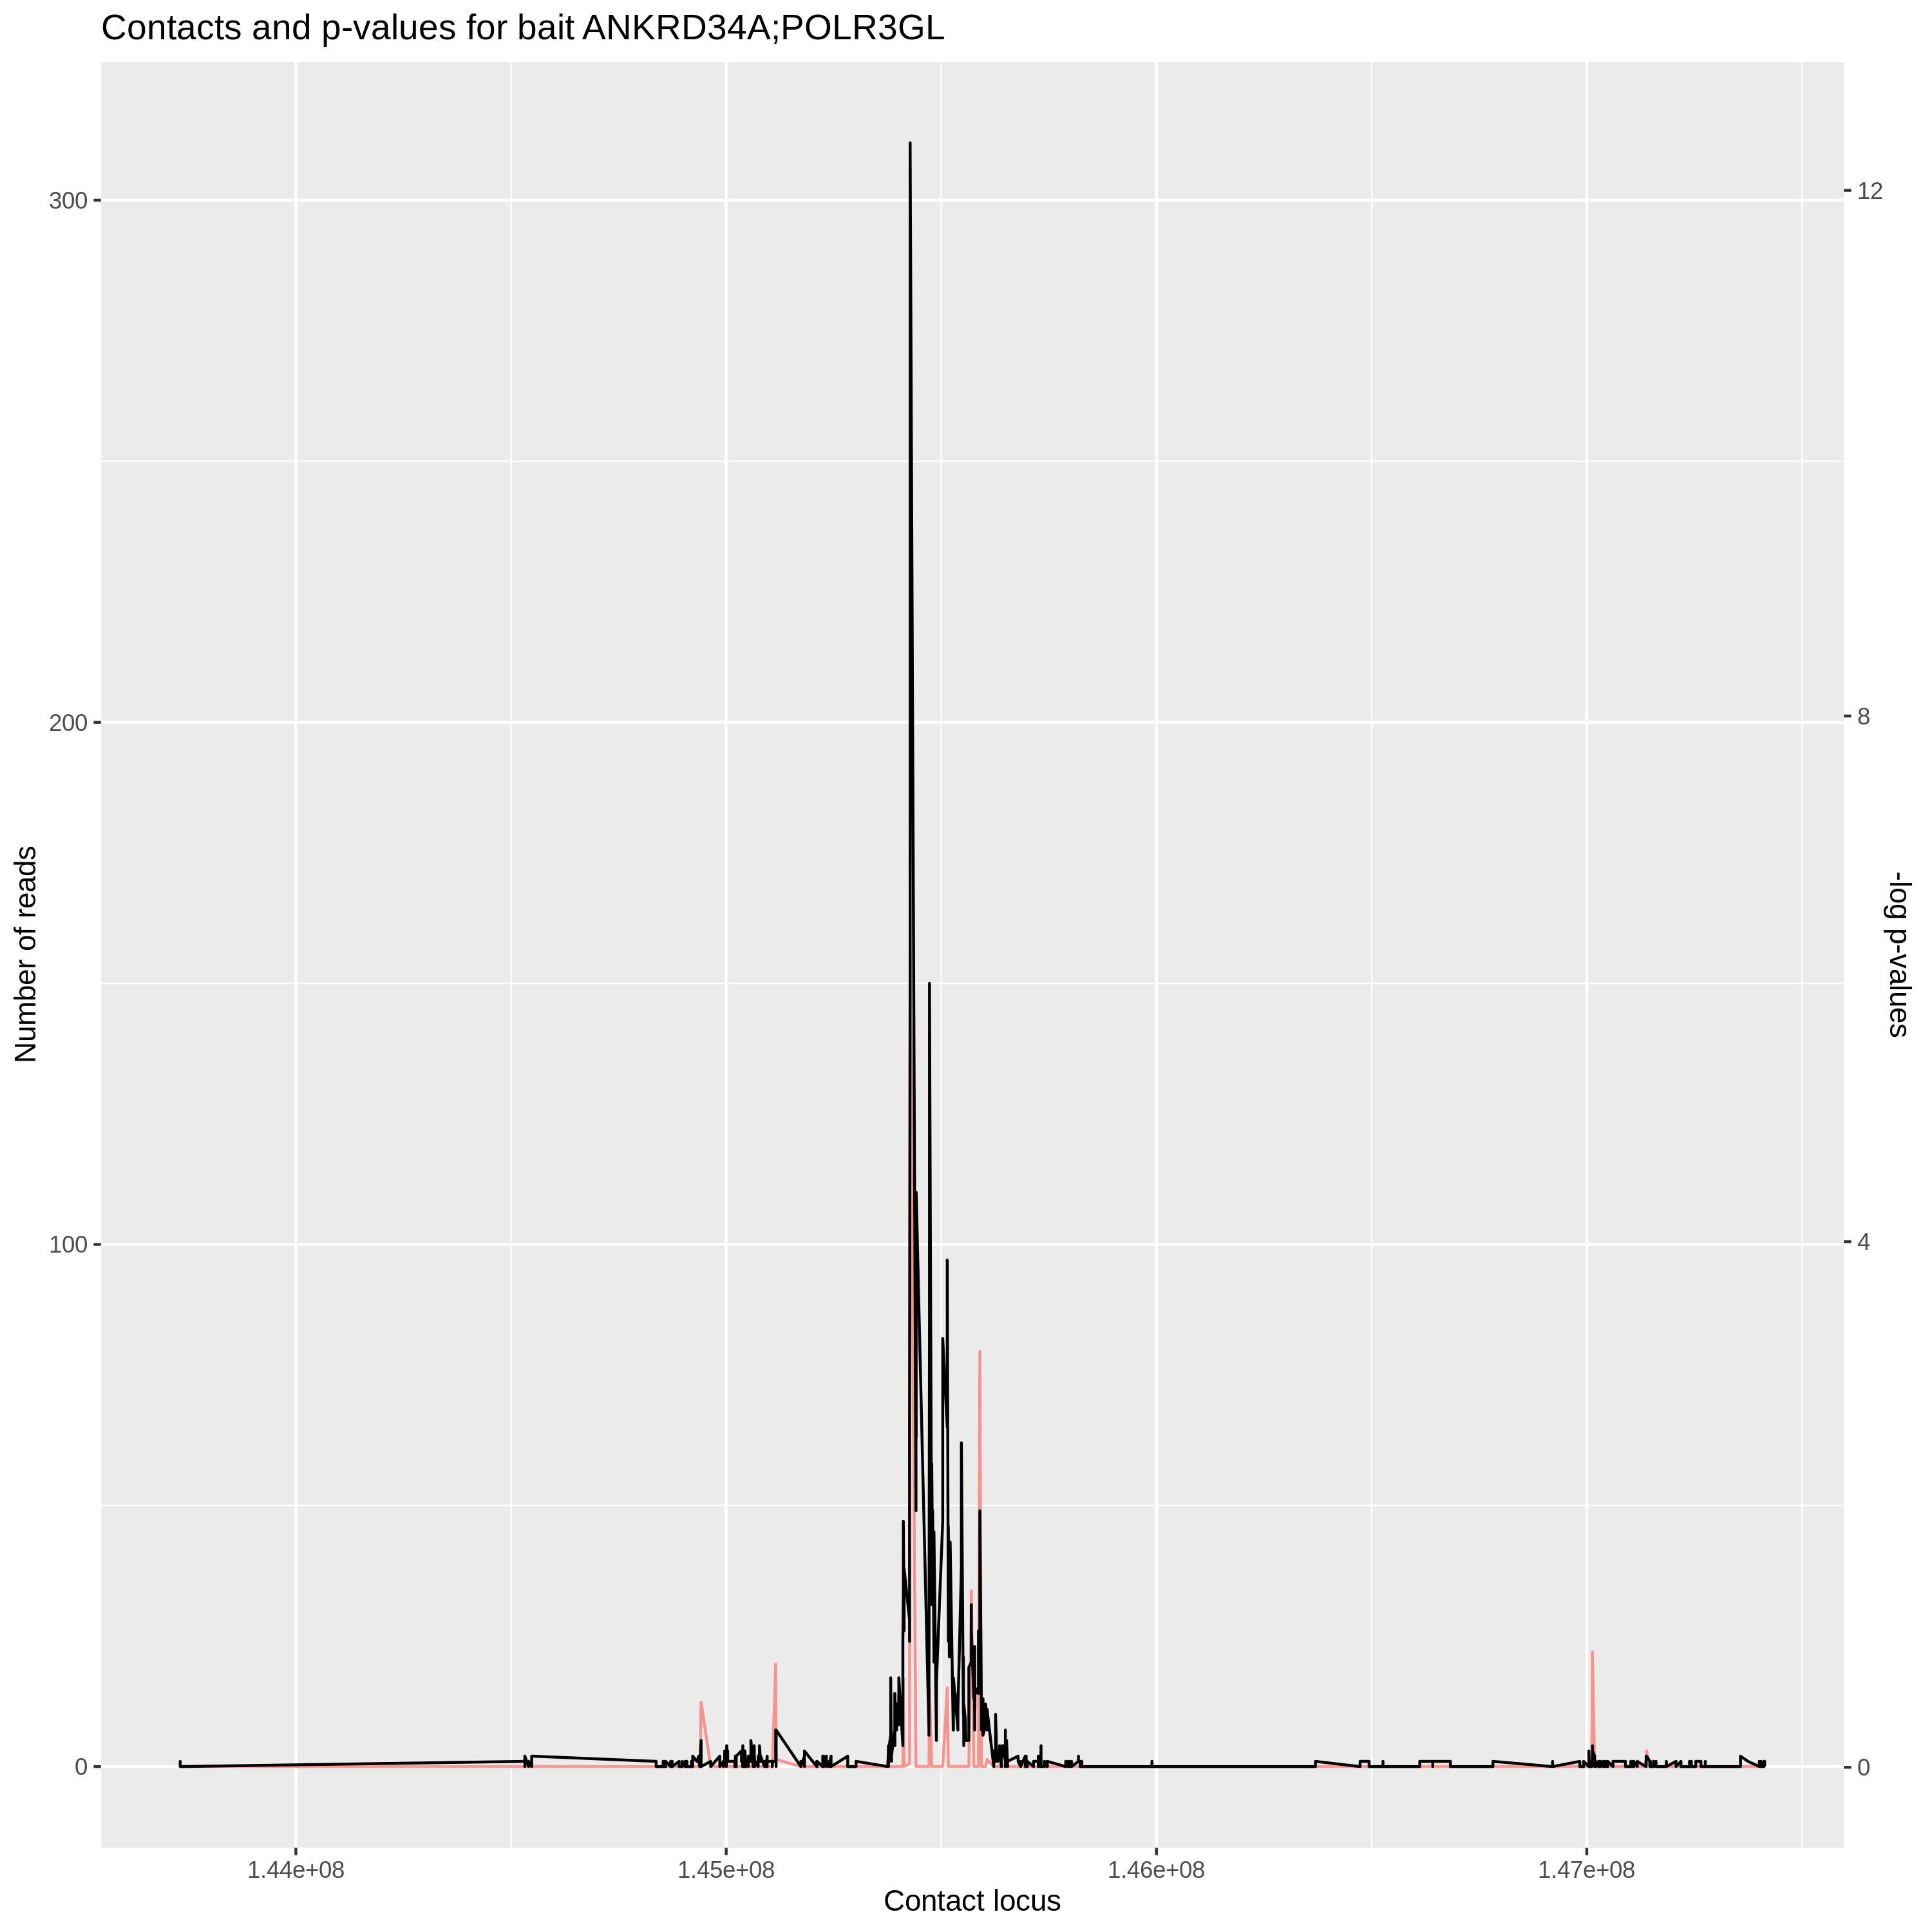 Contacts and p-values for bait ANKRD34A;POLR3GL
300
200
100
0
Number of reads
12
8
4
0
-log p-values
1.44e+08
1.45e+08
1.46e+08
1.47e+08
Contact locus